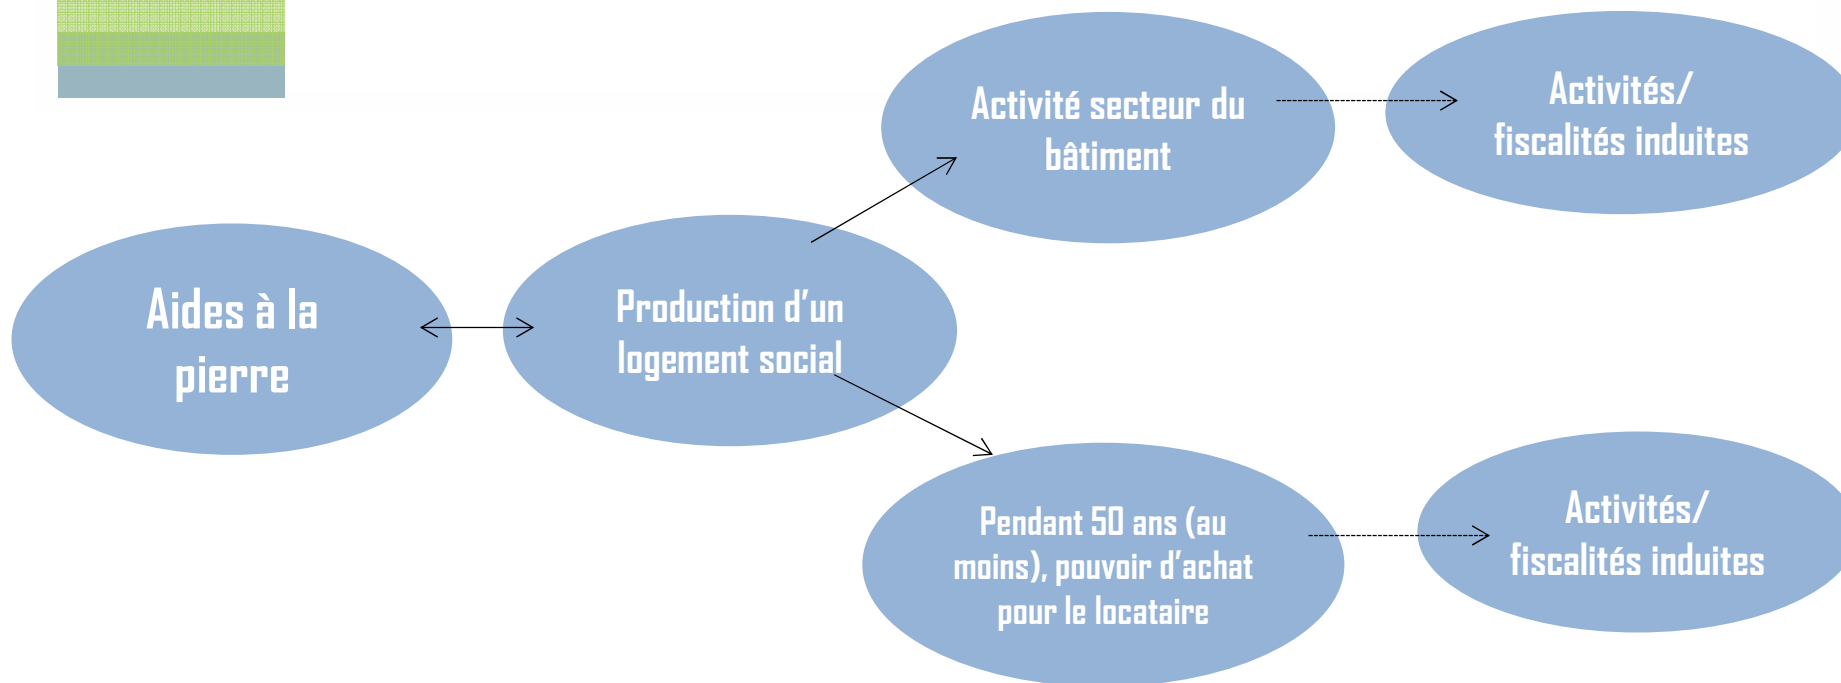 Aides à la
pierre
Production d’un
logement social
Activité secteur du
bâtiment
Activités/
fiscalités induites
Pendant 50 ans (au
moins), pouvoir d’achat
pour le locataire
Activités/
fiscalités induites